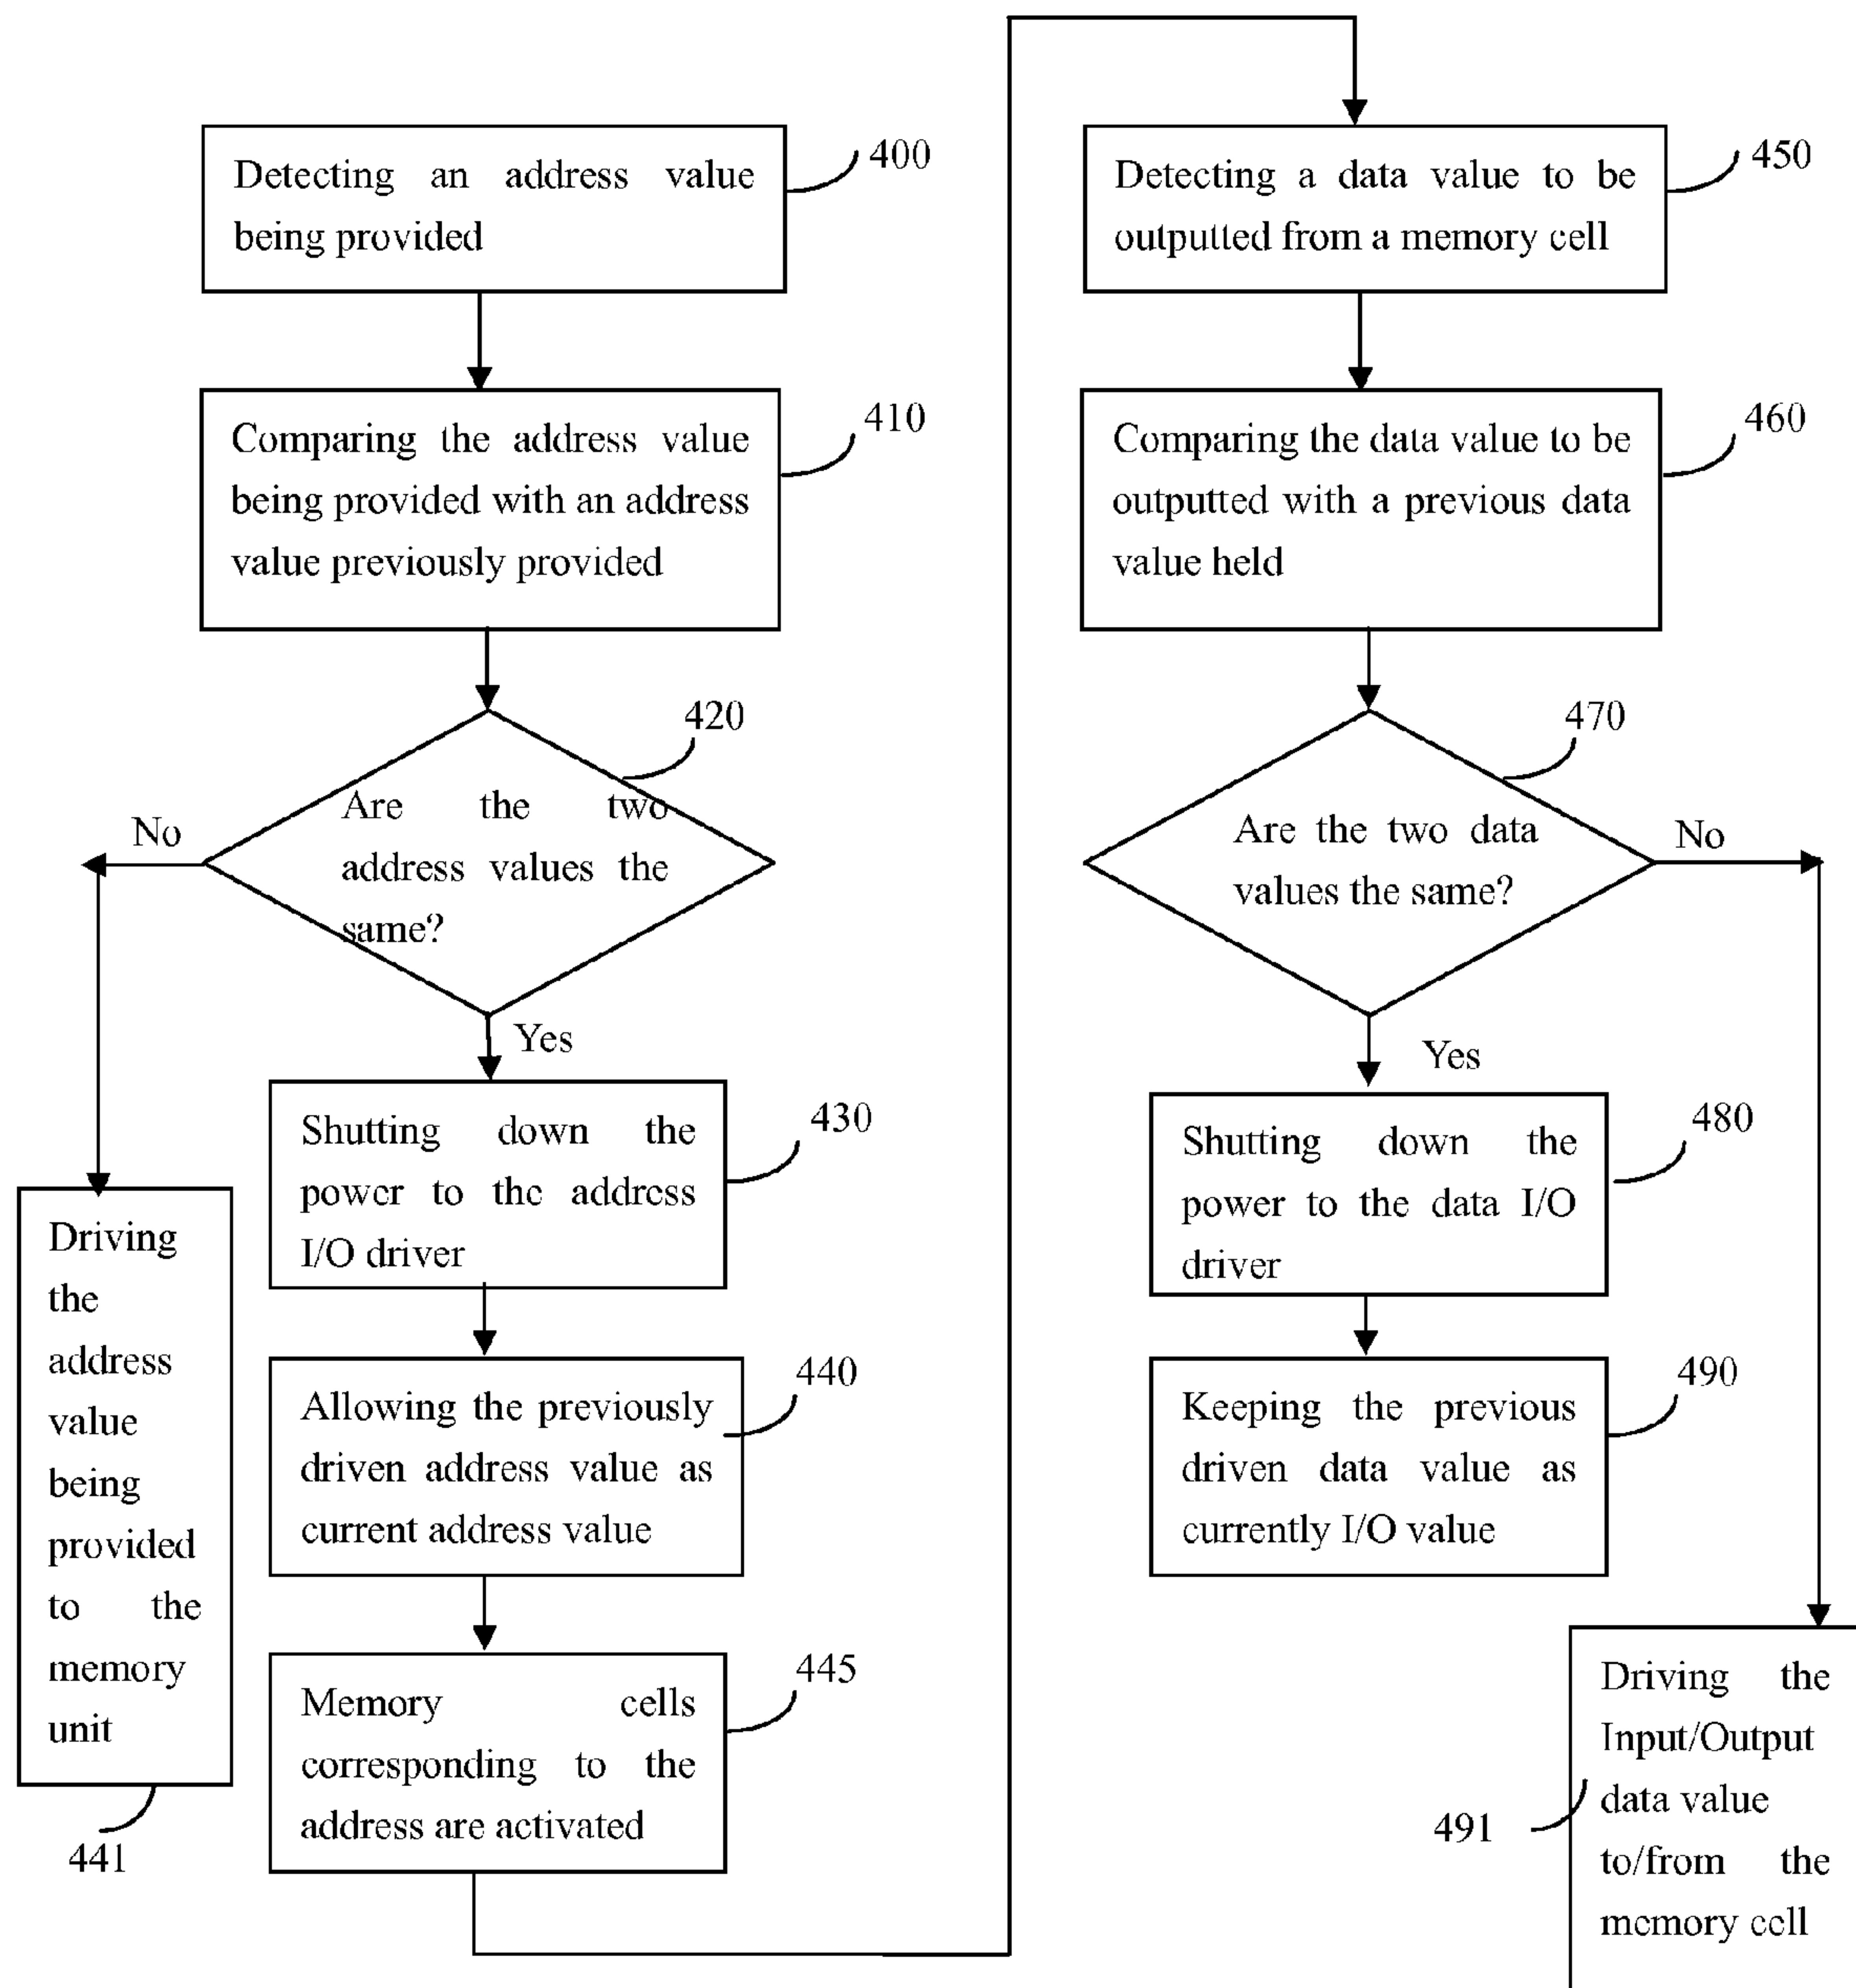 Detecting an address value
being provided
400
Comparing the address value
being provided with an address
value previously provided
410
420
Are the two
address values the
same?
No
Yes
Shutting down the
power to the address
I/O driver
430
Driving
the
address
value
being
provided
to the
memory
unit
441
Allowing the previously
driven address value as
current address value
440
Memory cells
corresponding to the
address are activated
445
Detecting a data value to be
outputted from a memory cell
450
Comparing the data value to be
outputted with a previous data
value held
460
470
Are the two data
values the same?
No
Yes
Shutting down the
power to the data I/O
driver
480
Keeping the previous
driven data value as
currently I/O value
490
Driving the
Input/Output
data value
to/from the
memory cell
491